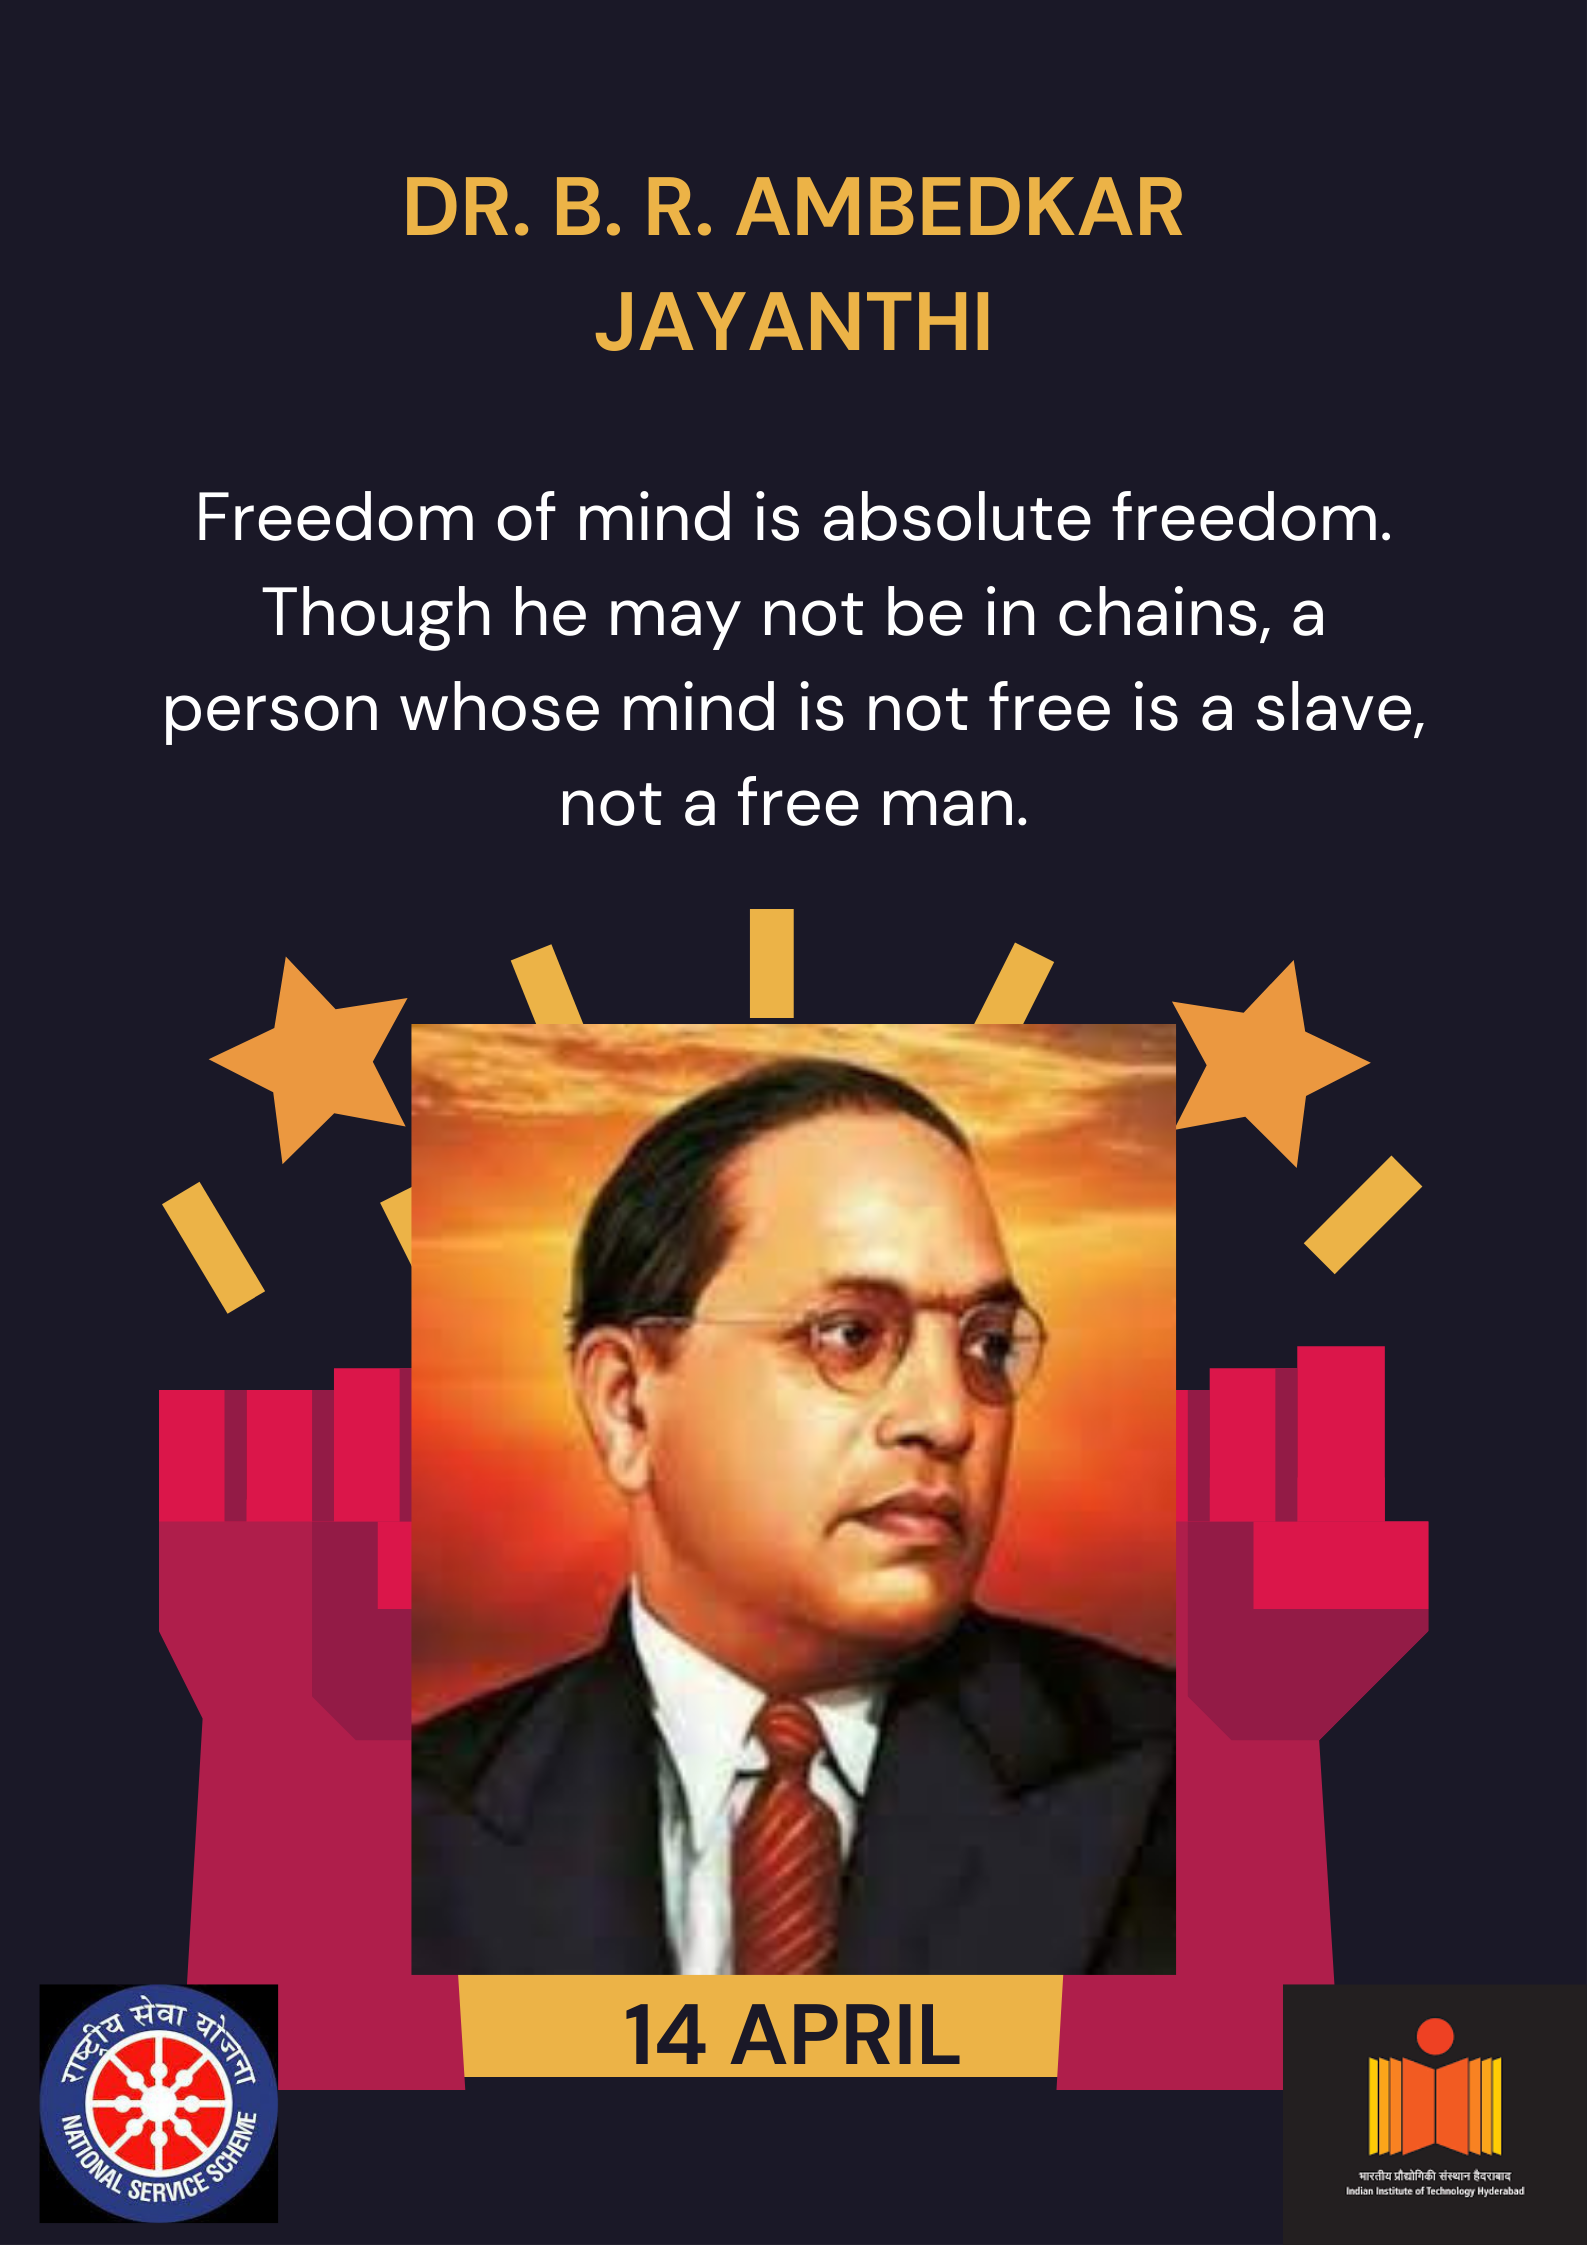 DR. B. R. AMBEDKAR
JAYANTHI
Freedom of mind is absolute freedom.
Though he may not be in chains, a
person whose mind is not free is a slave,
not a free man.
14 APRIL
राष्ट्रीय सेवा योजना
NATIONAL SERVICE SCHEME
भारतीय प्रौद्योगिकी संस्थान हैदराबाद
Indian Institute of Technology Hyderabad